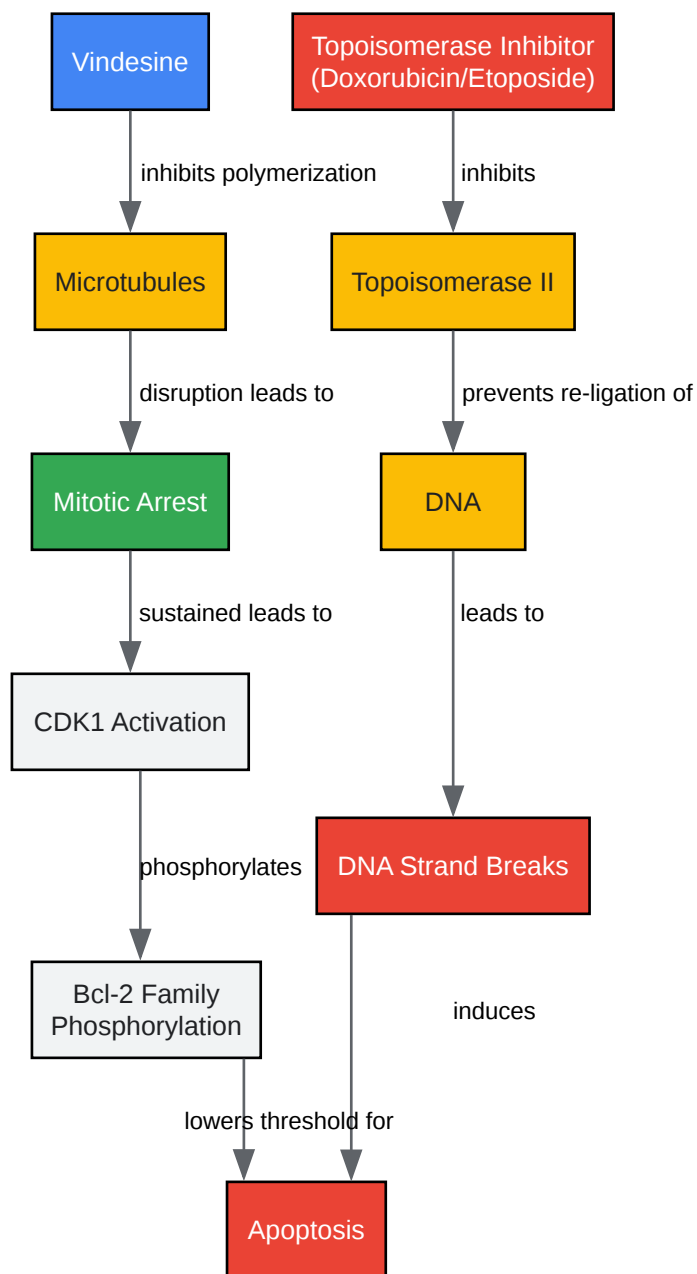 Vindesine
Topoisomerase Inhibitor
(Doxorubicin/Etoposide)
inhibits polymerization
inhibits
Microtubules
Topoisomerase II
disruption leads to
prevents re-ligation of
Mitotic Arrest
DNA
sustained leads to
leads to
CDK1 Activation
phosphorylates
DNA Strand Breaks
Bcl-2 Family
Phosphorylation
induces
lowers threshold for
Apoptosis